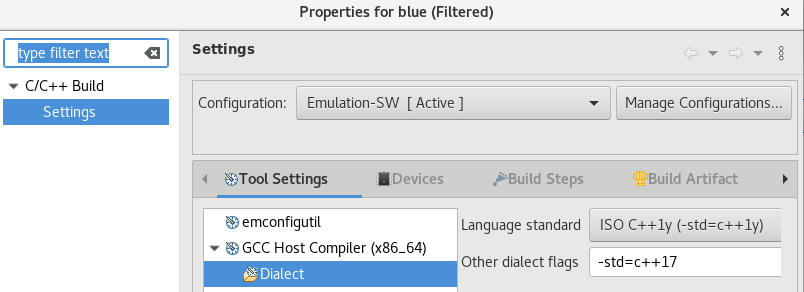 Properties for blue (Filtered)
type filter text
C/C++ Build
Settings
Settings
Configuration: Emulation-SW [ Active ] Manage Configurations...
Tool Settings Devices Build Steps Build Artifact
emconfigutil
GCC Host Compiler (x86_64)
Dialect
Language standard ISO C++1y (-std=c++1y)
Other dialect flags -std=c++17